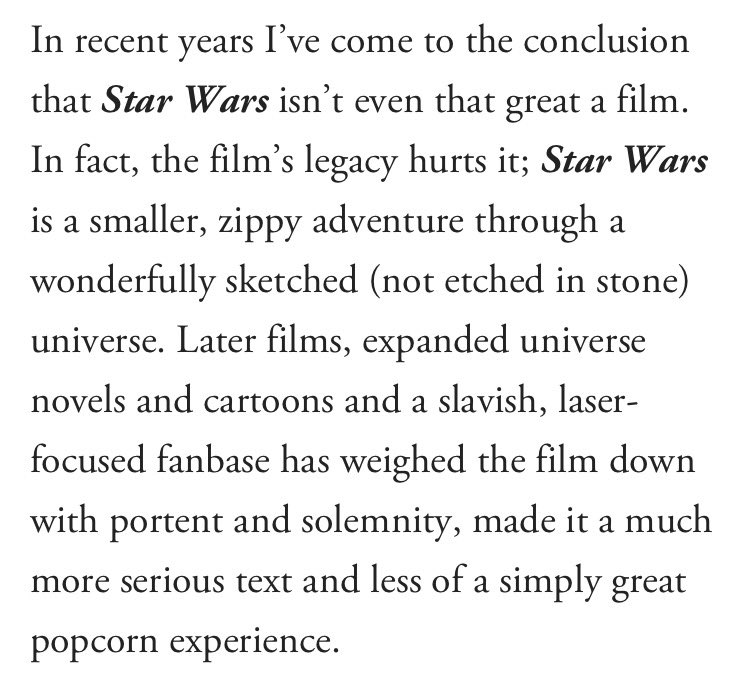 In recent years I’ve come to the conclusion
that Star Wars isn’t even that great a film.
In fact, the film’s legacy hurts it; Star Wars
is a smaller, zippy adventure through a
wonderfully sketched (not etched in stone)
universe. Later films, expanded universe
novels and cartoons and a slavish, laser-
focused fanbase has weighed the film down
with portent and solemnity, made it a much
more serious text and less of a simply great
popcorn experience.